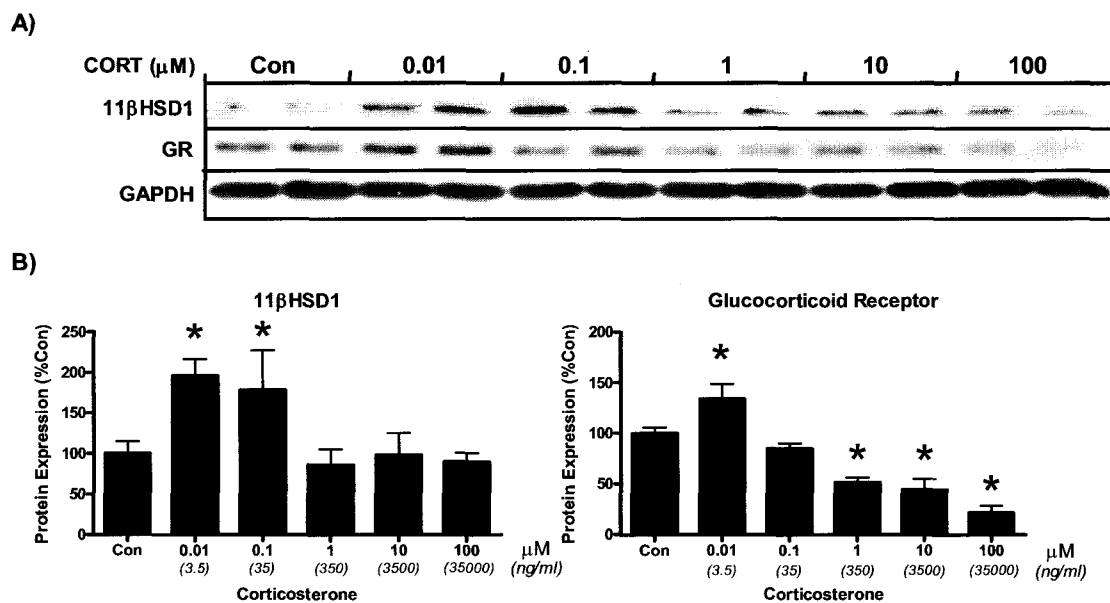 A)
CORT (μM) Con 0.01 0.1 1 10 100
11βHSD1
GR
GAPDH
B)
11βHSD1
Protein Expression (%Con)
250
200
150
100
50
0
* *
Con 0.01 0.1 1 10 100 μM
(3.5) (35) (350) (3500) (35000) (ng/ml)
Corticosterone
Glucocorticoid Receptor
Protein Expression (%Con)
200
150
100
50
0
* * * *
Con 0.01 0.1 1 10 100 μM
(3.5) (35) (350) (3500) (35000) (ng/ml)
Corticosterone